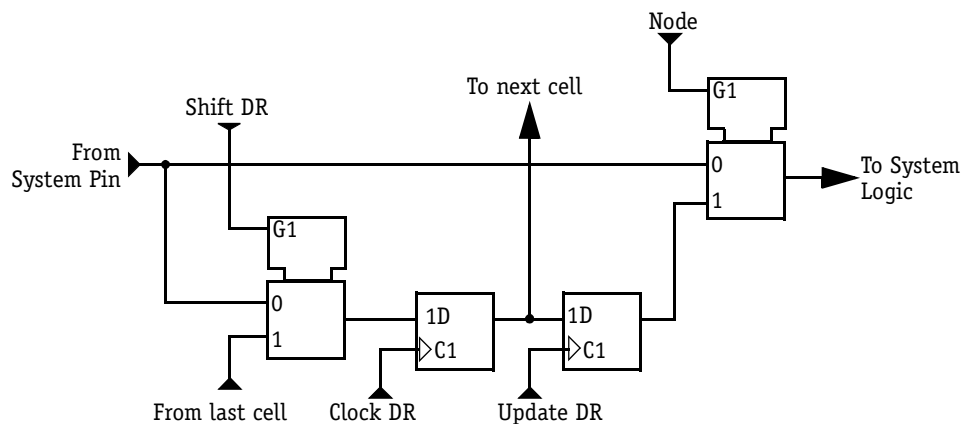 Node
G1
To next cell
Shift DR
From
System Pin
0
1
To System
Logic
G1
0
1
1D
C1
1D
C1
From last cell
Clock DR
Update DR